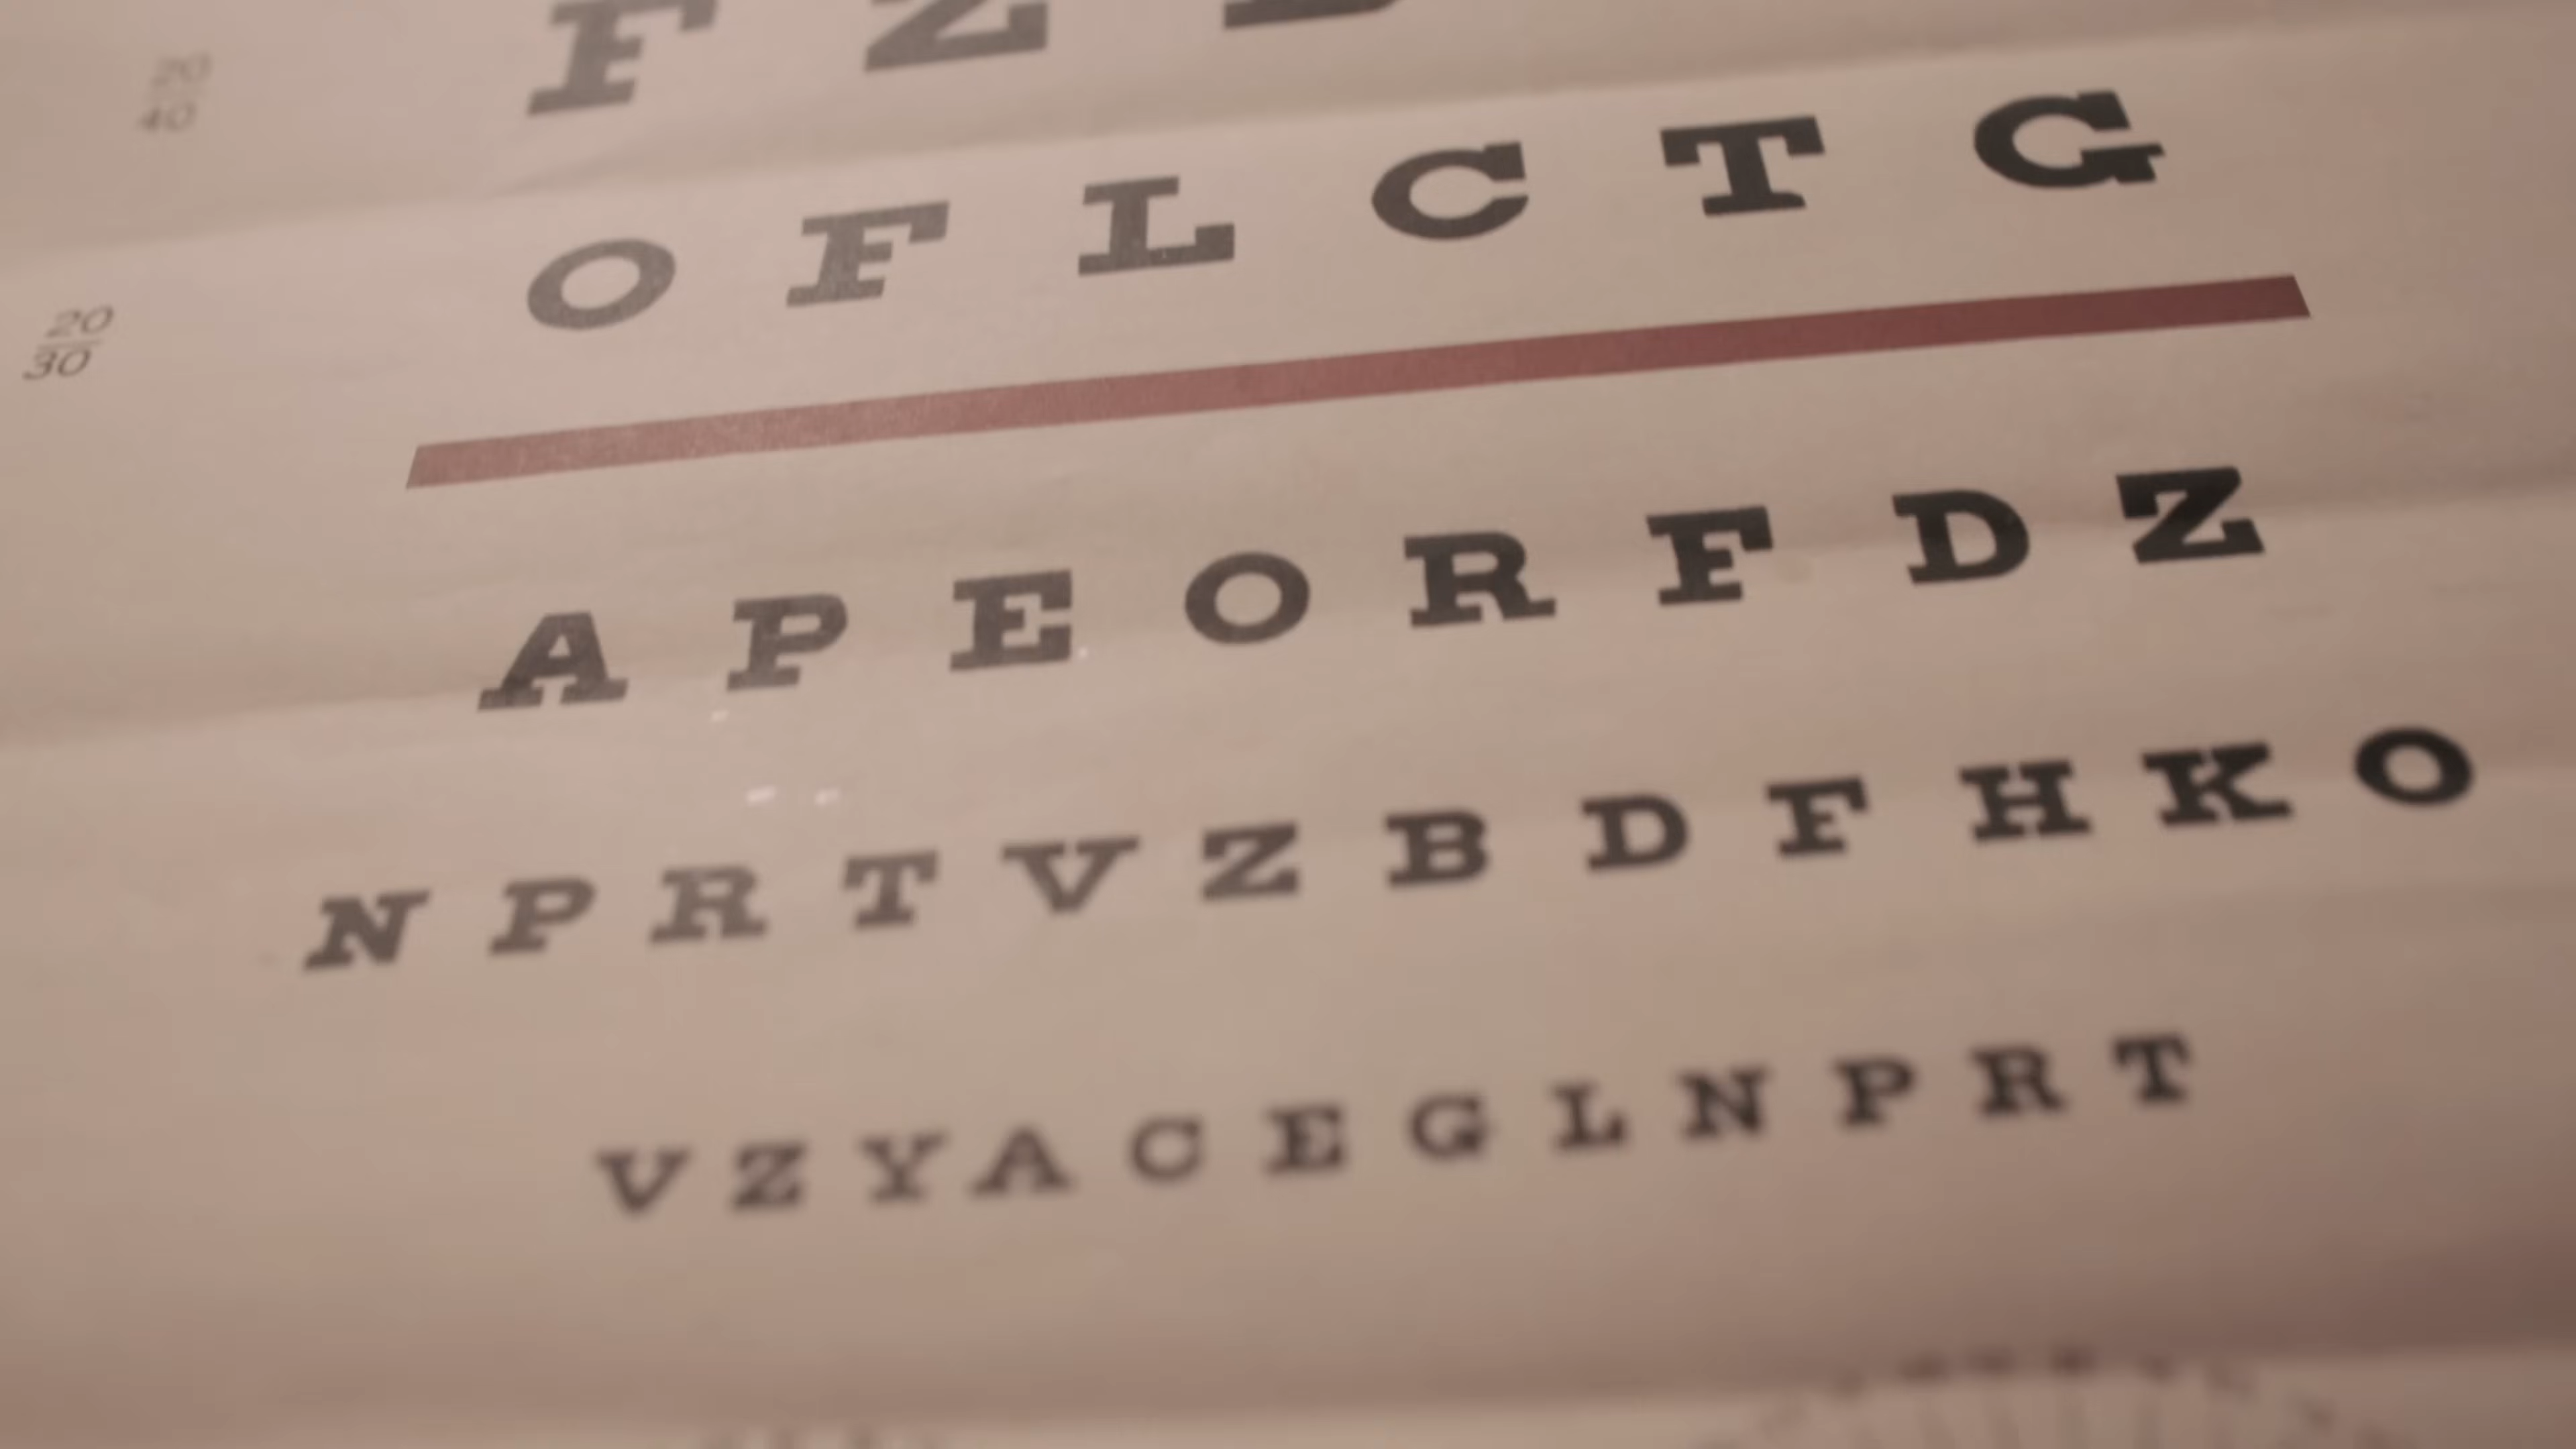 20
40
F Z
20
30
O F L C T G
A P E O R F D Z
N P R T V Z B D F H K O
V Z Y A C E G L N P R T